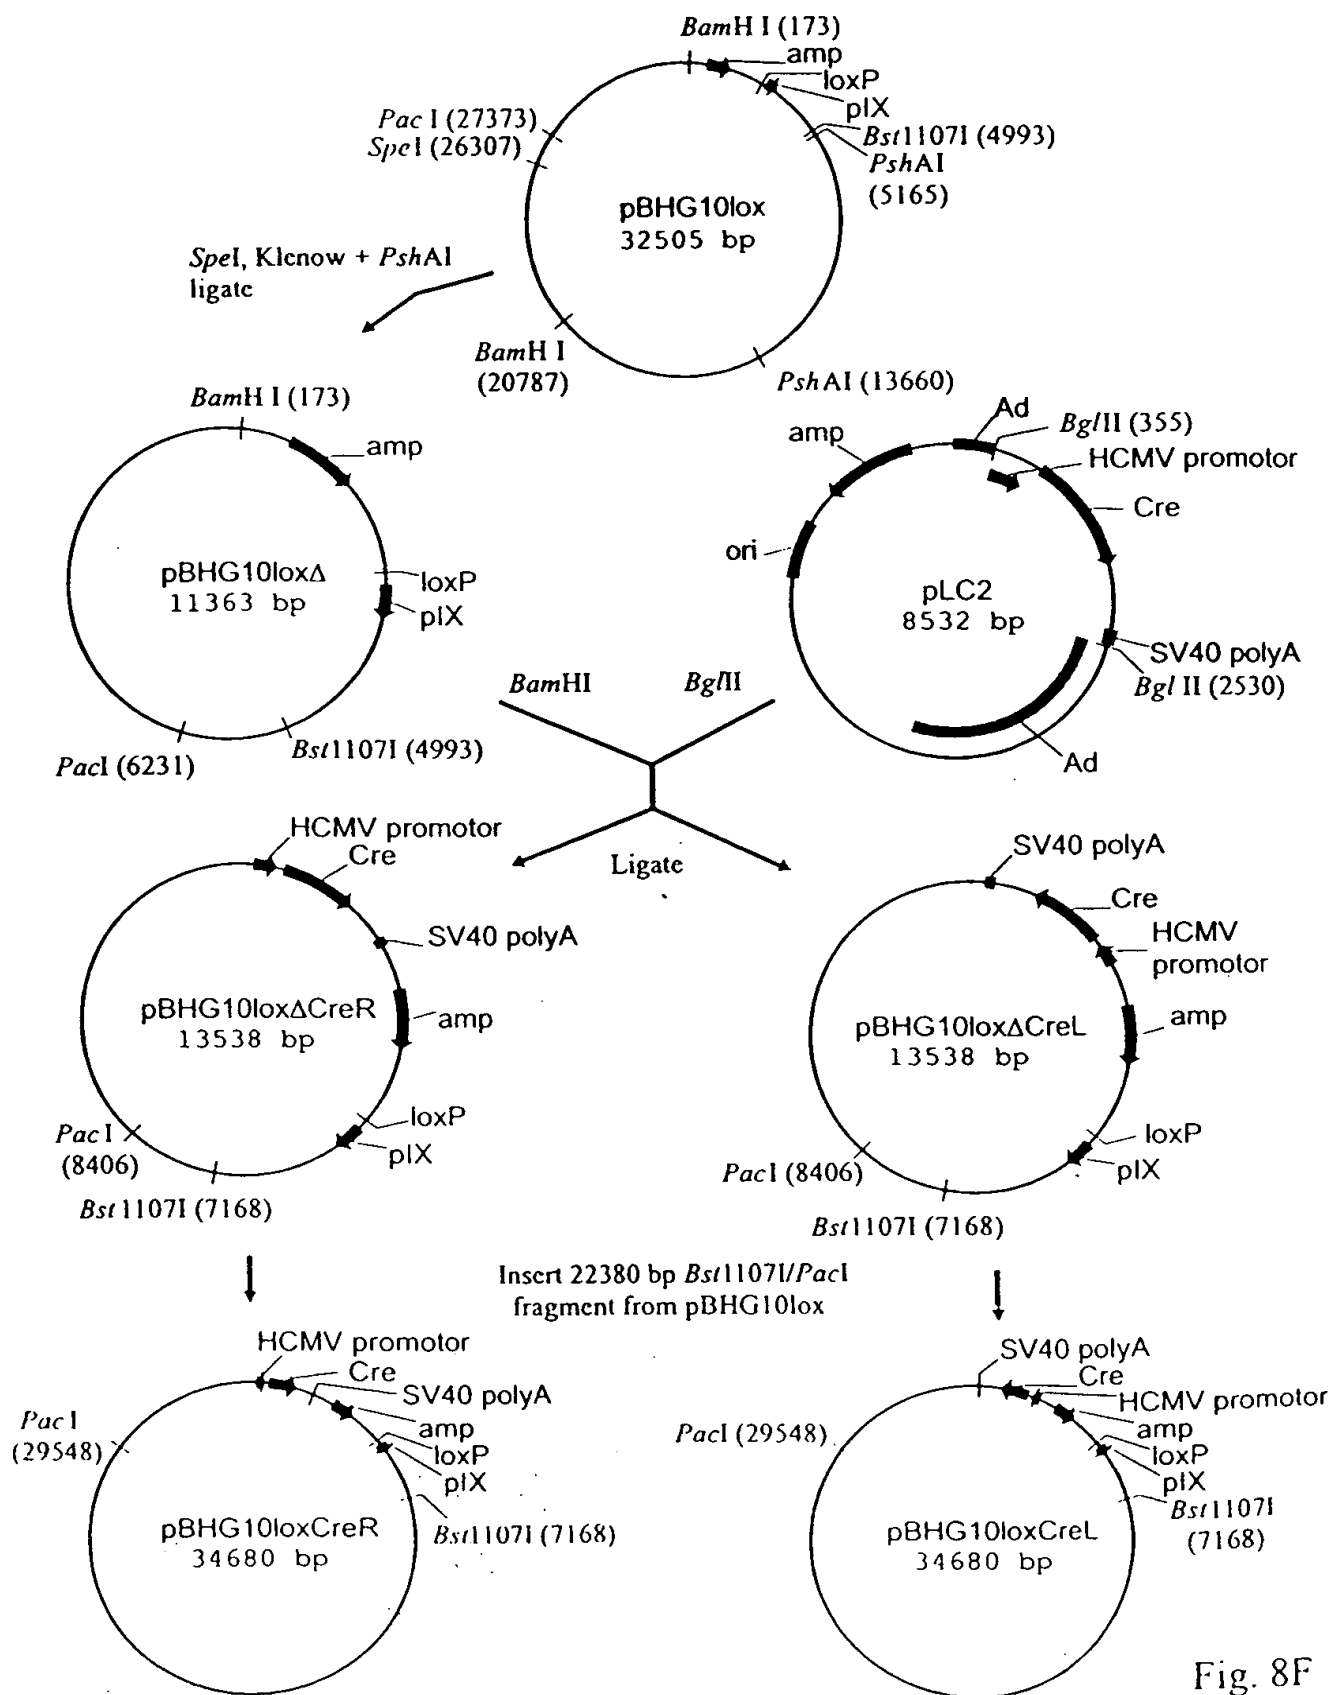 BamH I (173)
amp
loxP
pIX
Pac I (27373)
SpeI (26307)
Bst1107I (4993)
PshAI
(5165)
pBHG10lox
32505 bp
SpeI, Klenow + PshAI
ligate
BamH I
(20787)
PshAI (13660)
BamH I (173)
amp
pBHG10loxΔ
11363 bp
loxP
pIX
PacI (6231)
Bst1107I (4993)
Ad
BglII (355)
amp
HCMV promotor
Cre
ori
pLC2
8532 bp
SV40 polyA
Bgl II (2530)
Ad
BamHI
BglII
Ligate
HCMV promotor
Cre
SV40 polyA
pBHG10loxΔCreR
13538 bp
amp
loxP
pIX
PacI
(8406)
Bst1107I (7168)
SV40 polyA
Cre
HCMV
promotor
pBHG10loxΔCreL
13538 bp
amp
loxP
pIX
PacI (8406)
Bst1107I (7168)
Insert 22380 bp Bst1107I/PacI
fragment from pBHG10lox
HCMV promotor
Cre
SV40 polyA
amp
loxP
pIX
Pac I
(29548)
Bst1107I (7168)
pBHG10loxCreR
34680 bp
SV40 polyA
Cre
HCMV promotor
amp
loxP
pIX
PacI (29548)
Bst1107I
(7168)
pBHG10loxCreL
34680 bp
Fig. 8F